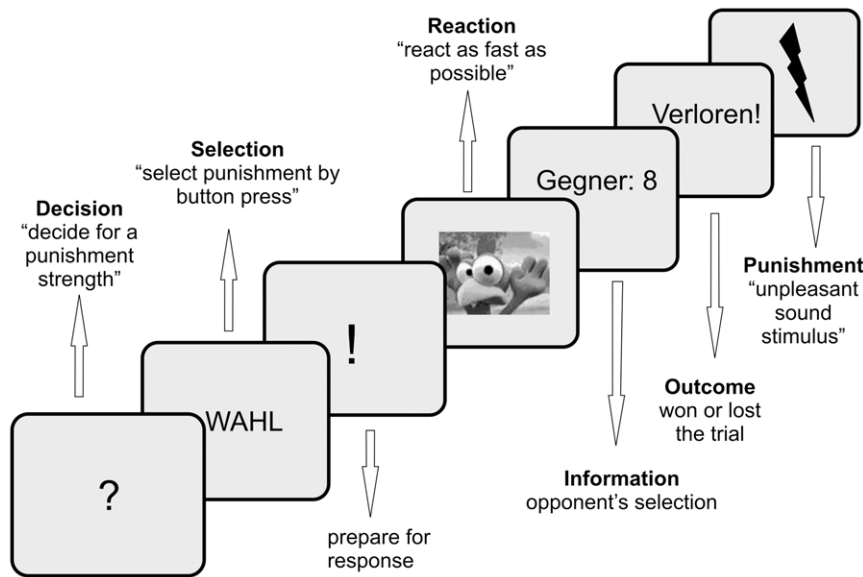 Reaction
“react as fast as
possible”
Selection
“select punishment by
button press”
Decision
“decide for a
punishment
strength”
?
WAHL
!
Gegner: 8
Verloren!
prepare for
response
Information
opponent’s selection
Outcome
won or lost
the trial
Punishment
“unpleasant
sound
stimulus”